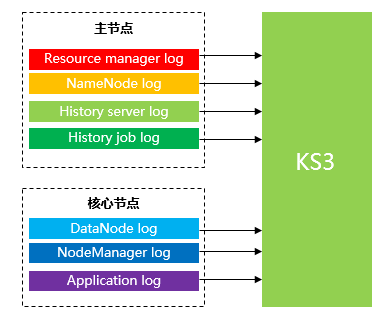 主节点
Resource manager log
NameNode log
History server log
History job log
KS3
核心节点
DataNode log
NodeManager log
Application log